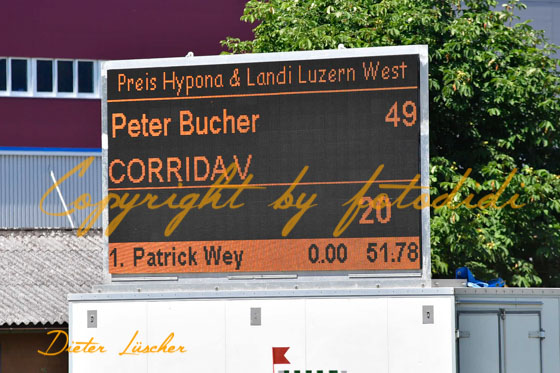 Preis Hypona & Landi Luzern West
Peter Bucher 49
CORRIDA V
copyright by fotodidi
20
1. Patrick Wey 0.00 51.78
Dieter Lüscher